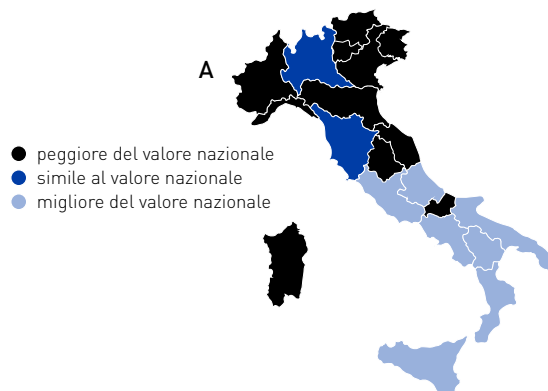 A
peggiore del valore nazionale
simile al valore nazionale
migliore del valore nazionale